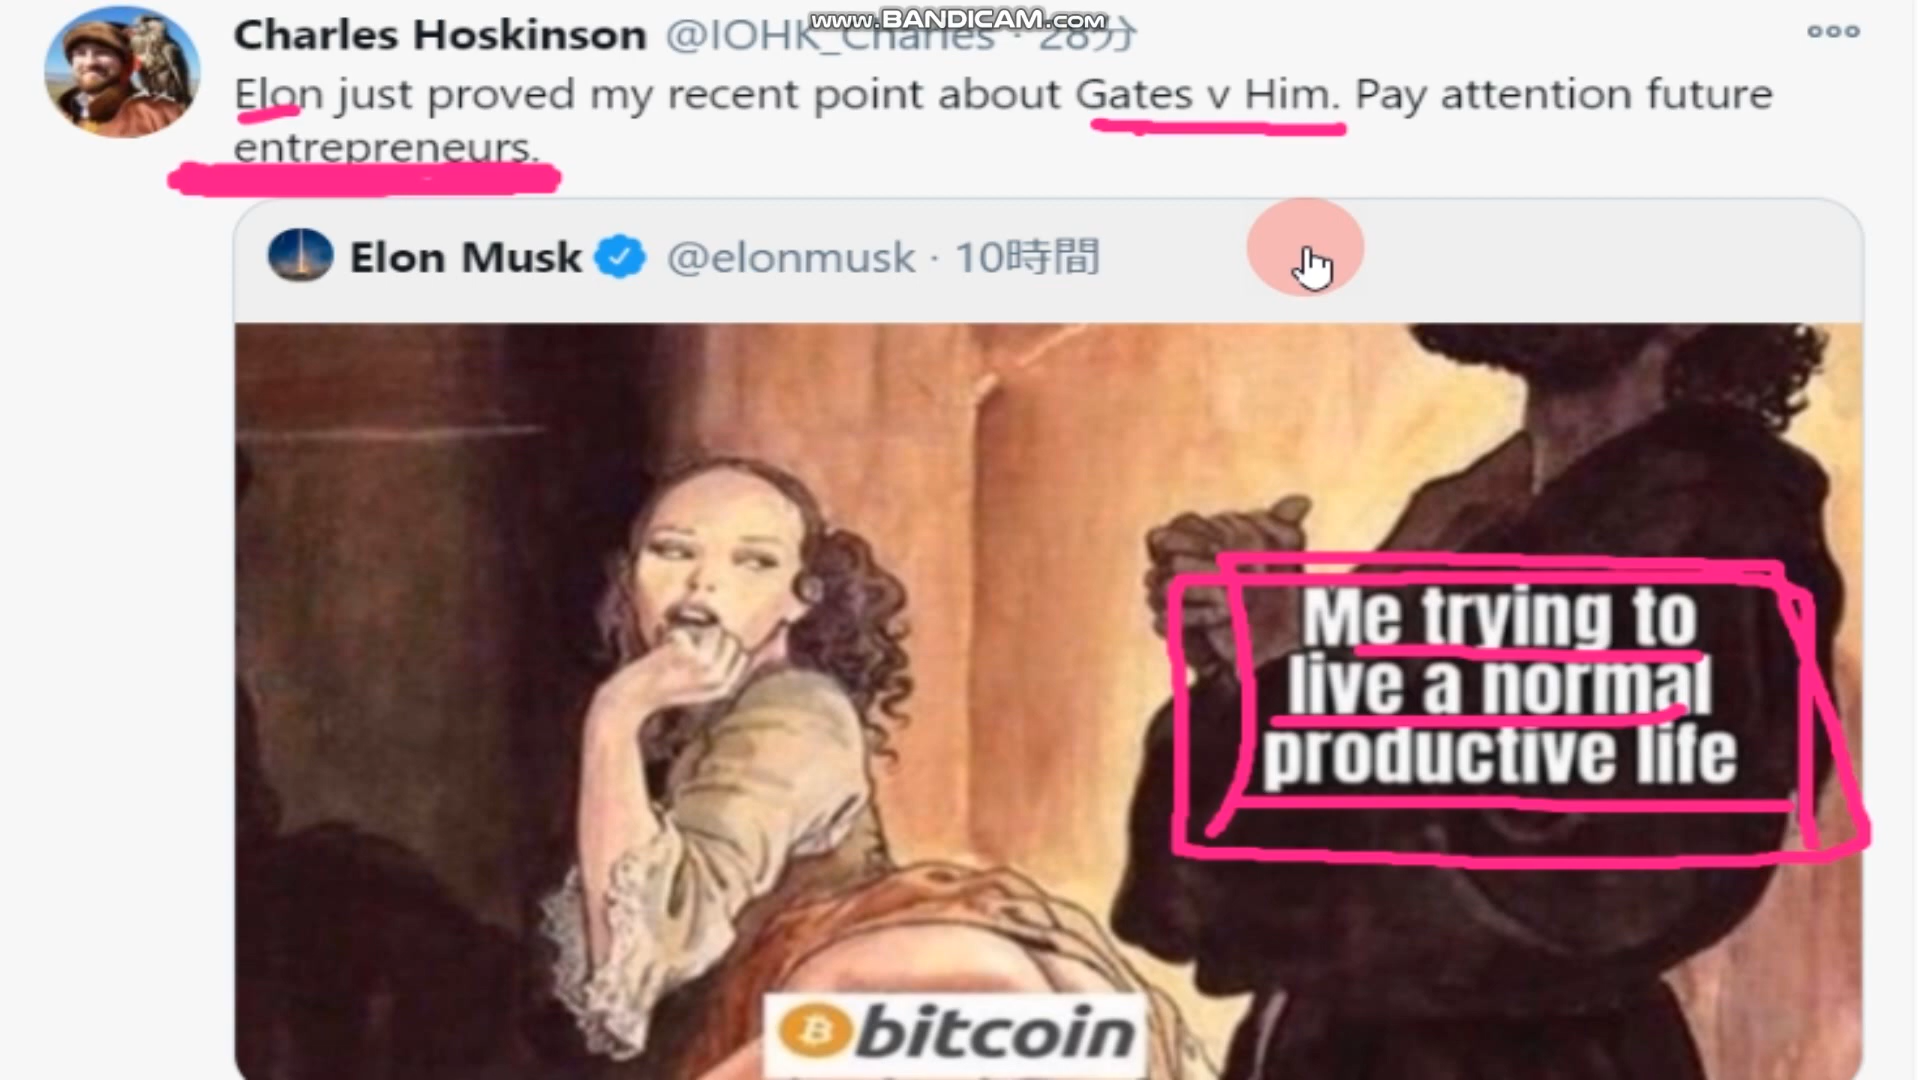 www.BANDICAM.com
Charles Hoskinson @IOHK_Charles · 28分
Elon just proved my recent point about Gates v Him. Pay attention future
entrepreneurs.
Elon Musk @elonmusk · 10時間
Me trying to
live a normal
productive life
bitcoin